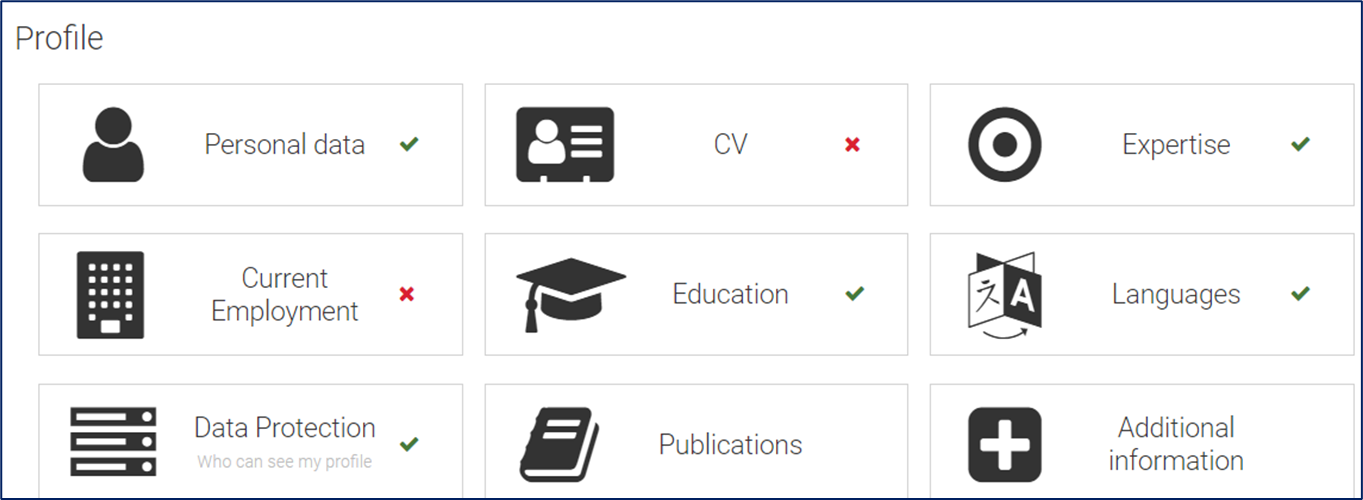 Profile
Personal data
CV
Expertise
Current
Employment
Education
Languages
Data Protection
Who can see my profile
Publications
Additional
information